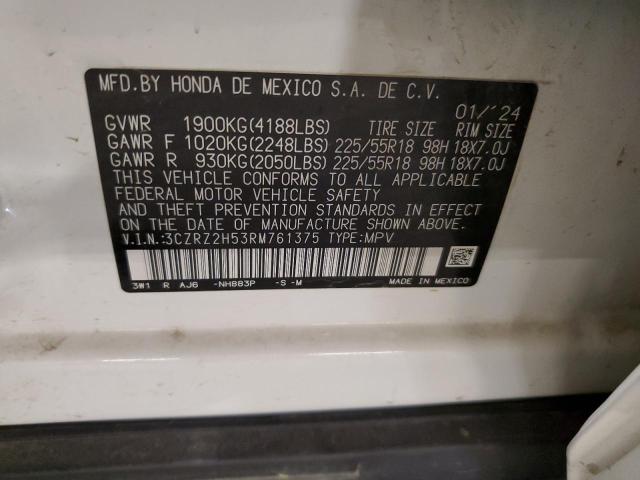 MFD.BY HONDA DE MEXICO S.A. DE C.V.
01/'24
GVWR 1900KG(4188LBS) TIRE SIZE RIM SIZE
GAWR F 1020KG(2248LBS) 225/55R18 98H 18X7.0J
GAWR R 930KG(2050LBS) 225/55R18 98H 18X7.0J
THIS VEHICLE CONFORMS TO ALL APPLICABLE
FEDERAL MOTOR VEHICLE SAFETY
AND THEFT PREVENTION STANDARDS IN EFFECT
ON THE DATE OF MANUFACTURE SHOWN ABOVE.
V.I.N.:3CZRZ2H53RM761375 TYPE:MPV
3W1 R AJ6 -NH883P -S -M MADE IN MEXICO